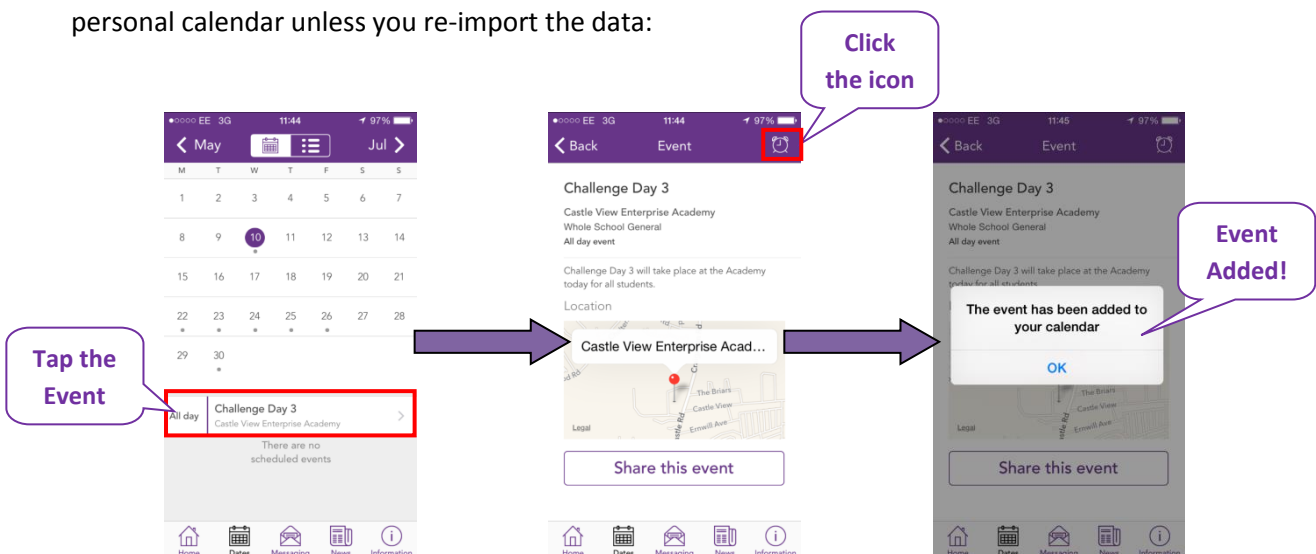 personal calendar unless you re-import the data:
Click
the icon
EE 3G 11:44 97%
May Jul
M T W T F S S
1 2 3 4 5 6 7
8 9 10 11 12 13 14
15 16 17 18 19 20 21
22 23 24 25 26 27 28
29 30
Tap the
Event
All day
Challenge Day 3
Castle View Enterprise Academy
There are no
scheduled events
Home Dates Messaging News Information
EE 3G 11:44 97%
Back Event
Challenge Day 3
Castle View Enterprise Academy
Whole School General
All day event
Challenge Day 3 will take place at the Academy
today for all students.
Location
Castle View Enterprise Acad...
The Briars
Castle View
Ernwill Ave
Legal
Share this event
Home Dates Messaging News Information
EE 3G 11:45 97%
Back Event
Challenge Day 3
Castle View Enterprise Academy
Whole School General
All day event
Challenge Day 3 will take place at the Academy
today for all students.
The event has been added to
your calendar
OK
The Briars
Castle View
Ernwill Ave
Legal
Share this event
Home Dates Messaging News Information
Event
Added!